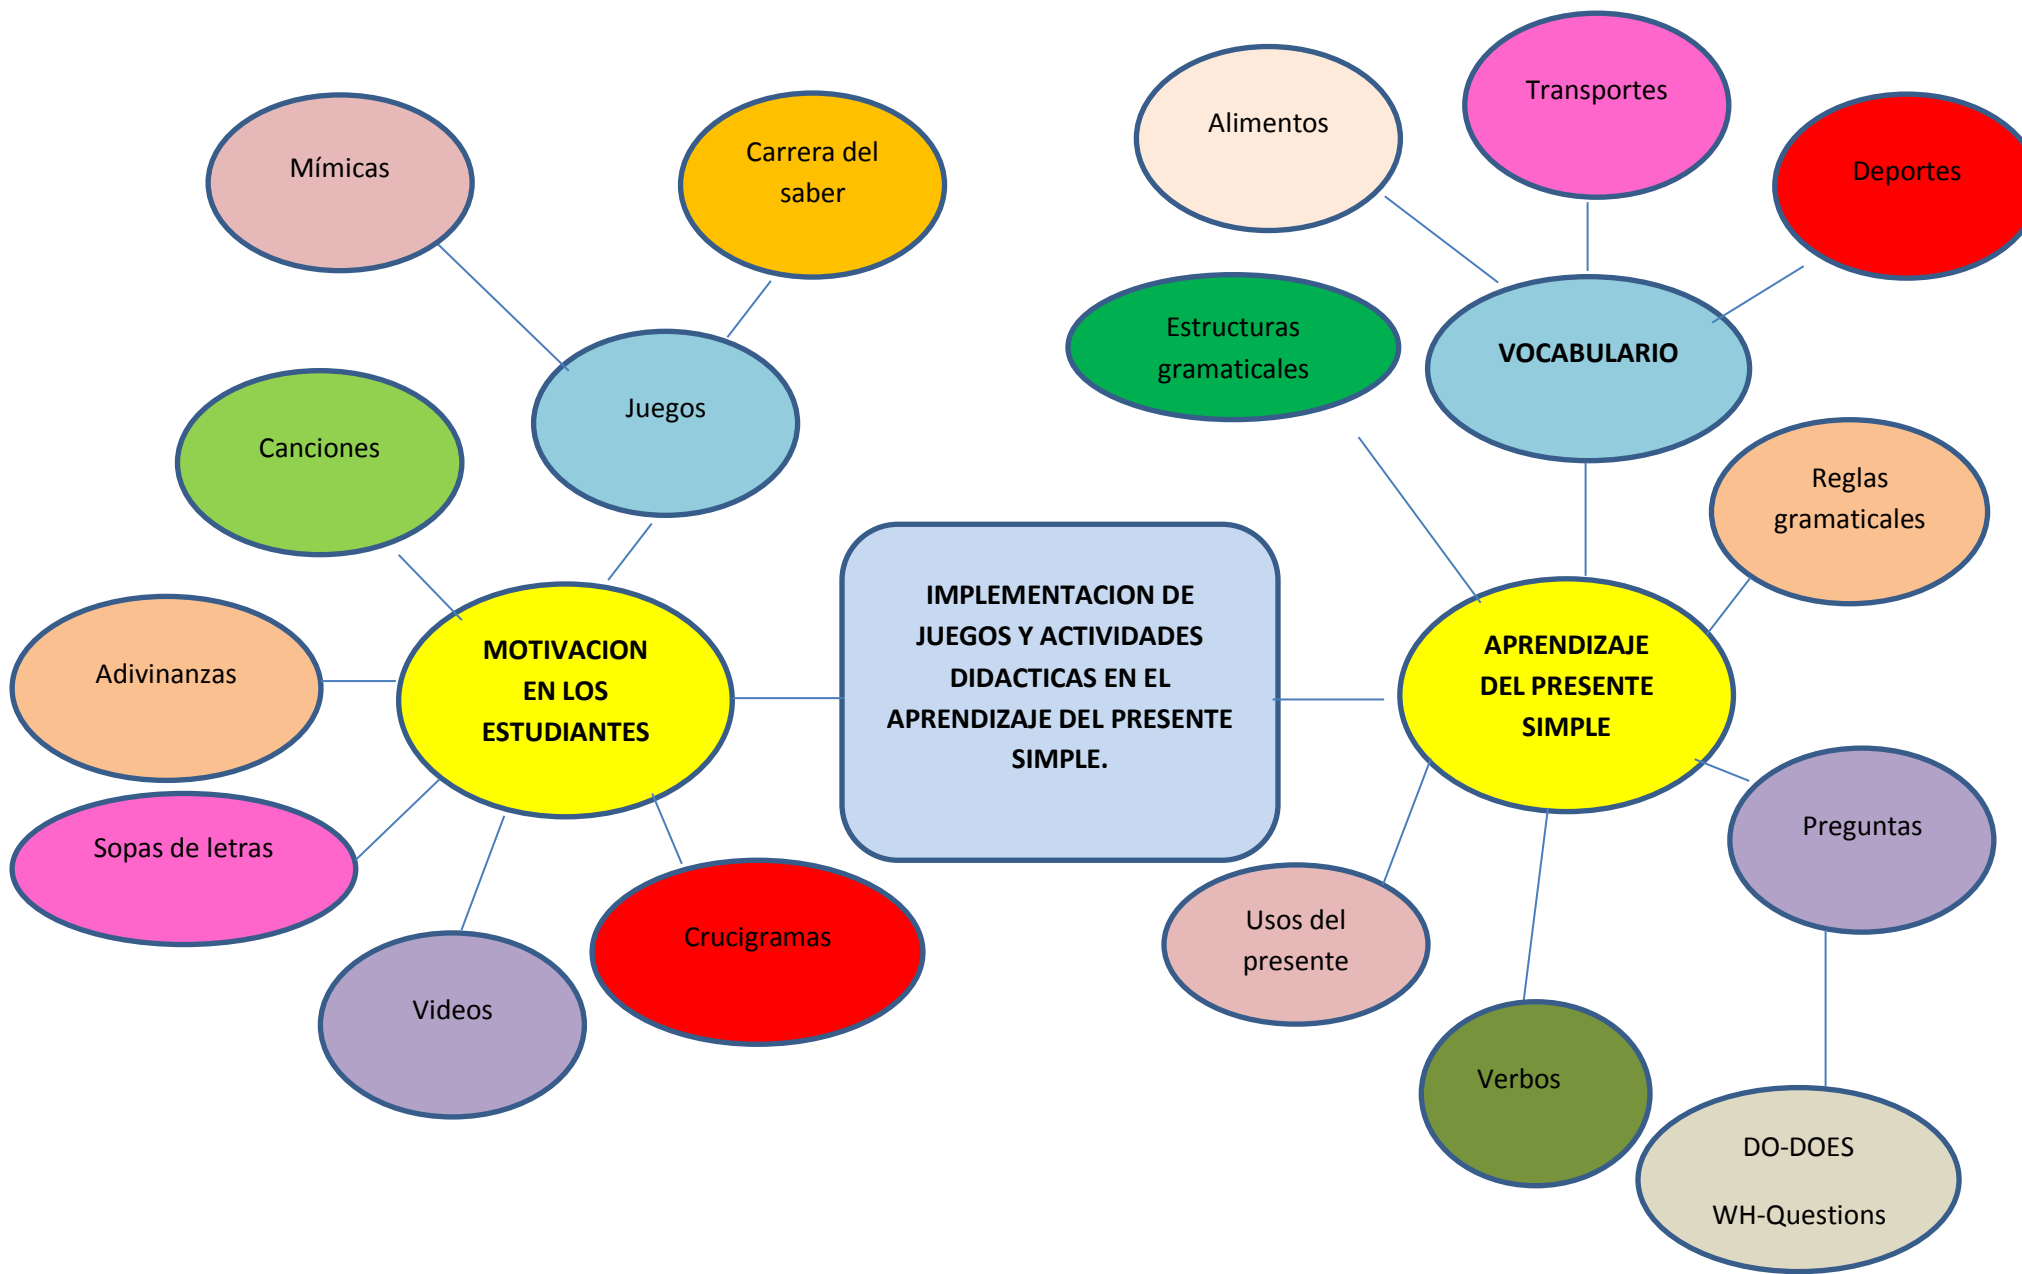 Transportes
Alimentos
Deportes
Carrera del
saber
Mímicas
Estructuras
gramaticales
VOCABULARIO
Juegos
Canciones
Reglas
gramaticales
IMPLEMENTACION DE
JUEGOS Y ACTIVIDADES
DIDACTICAS EN EL
APRENDIZAJE DEL PRESENTE
SIMPLE.
MOTIVACION
EN LOS
ESTUDIANTES
APRENDIZAJE
DEL PRESENTE
SIMPLE
Adivinanzas
Sopas de letras
Preguntas
Crucigramas
Usos del
presente
Videos
Verbos
DO-DOES
WH-Questions